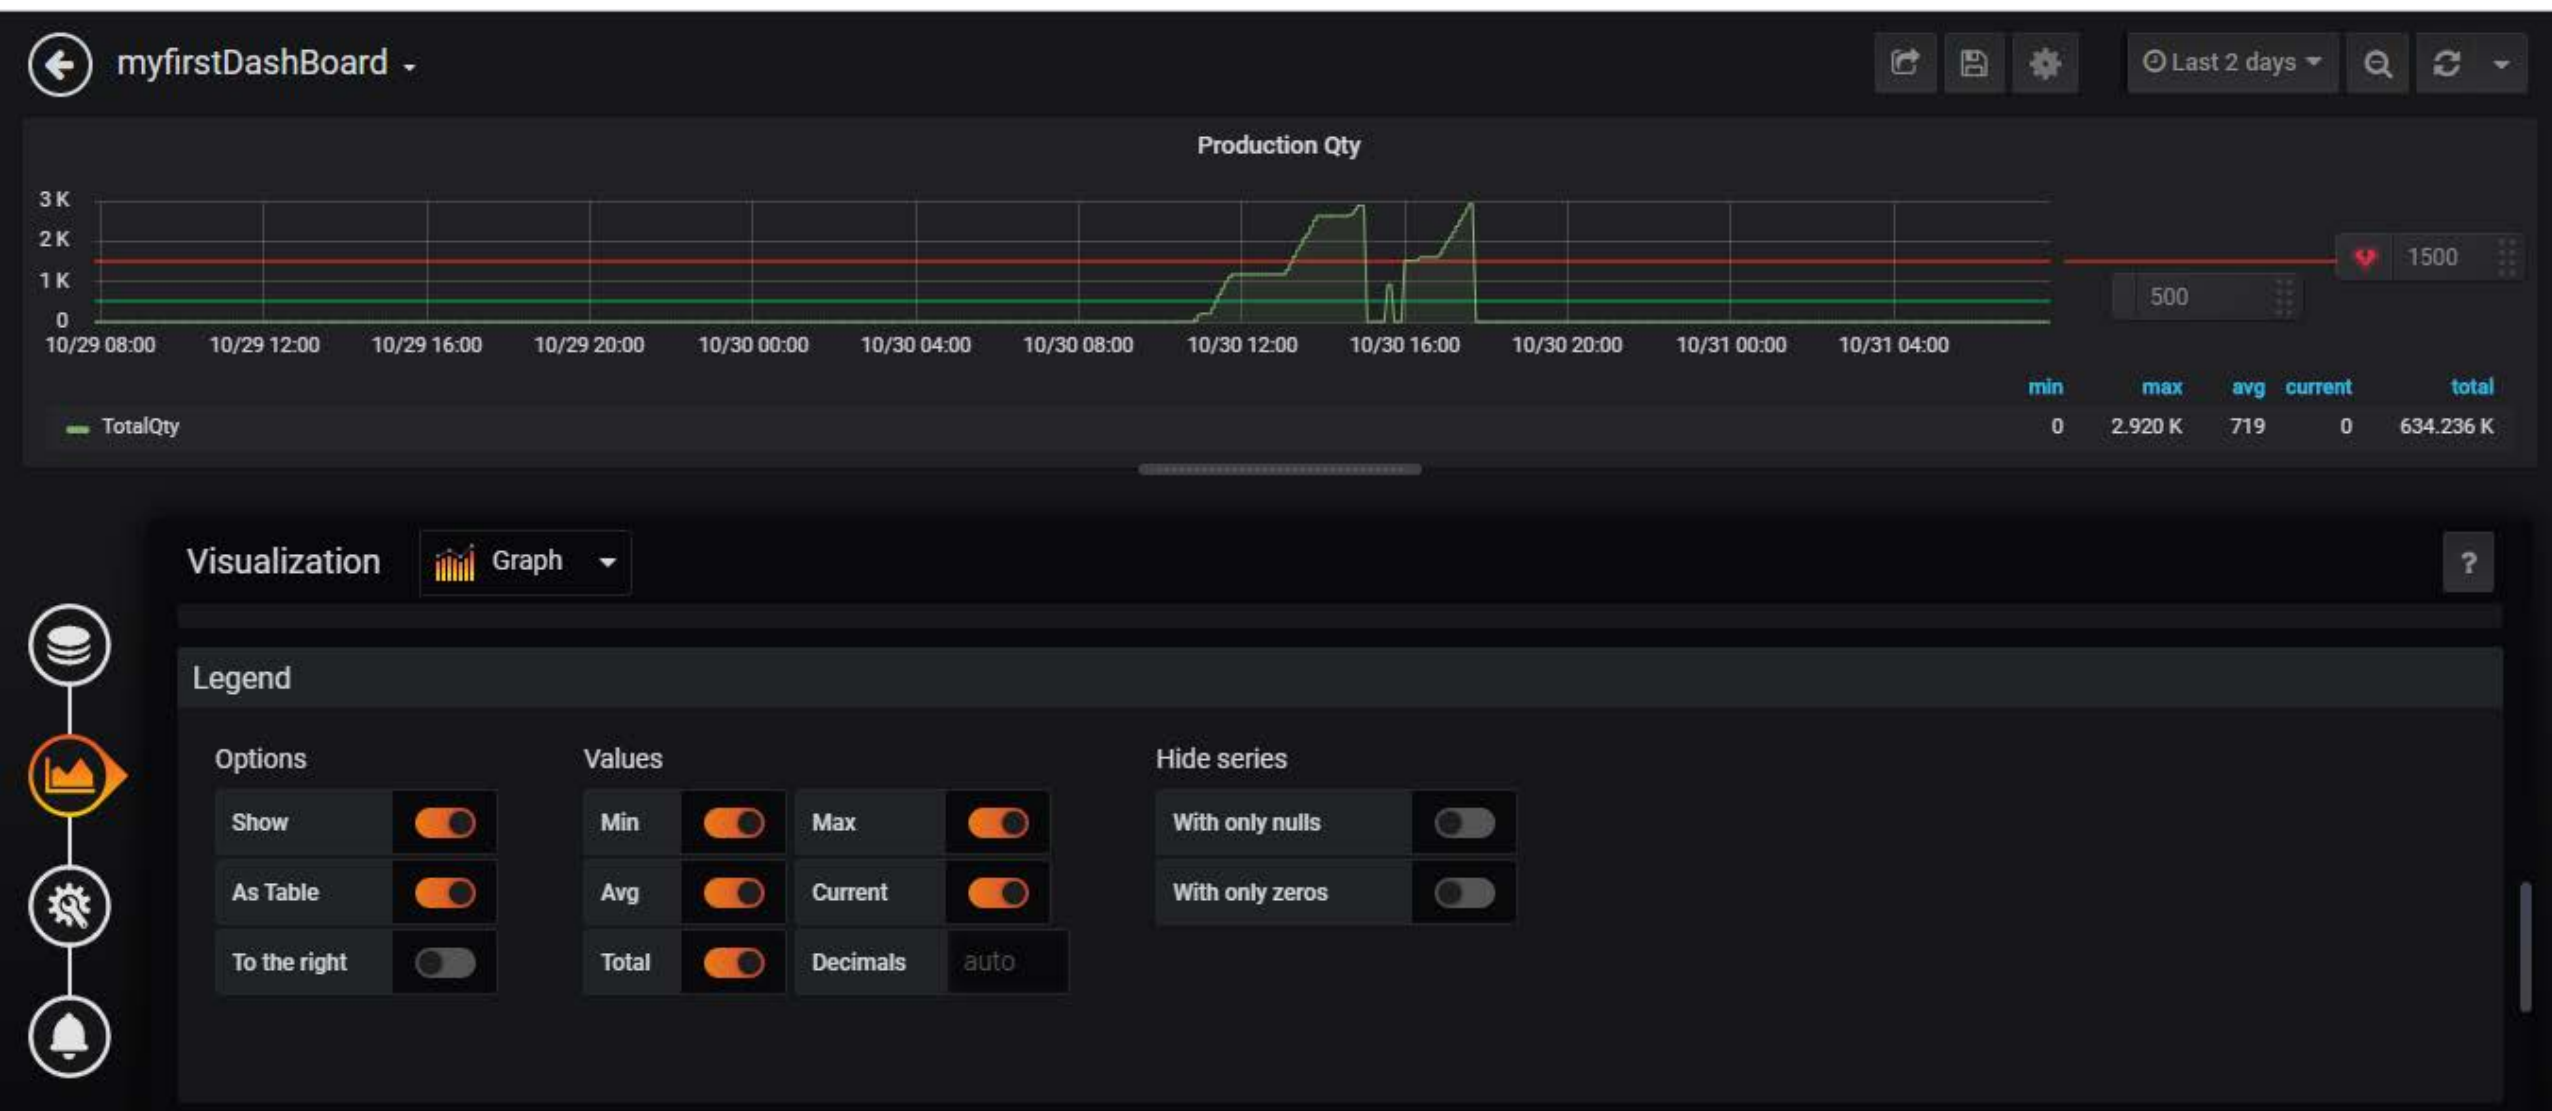 myfirstDashBoard
Last 2 days
Production Qty
3 K
2 K
1 K
0
1500
500
10/29 08:00 10/29 12:00 10/29 16:00 10/29 20:00 10/30 00:00 10/30 04:00 10/30 08:00 10/30 12:00 10/30 16:00 10/30 20:00 10/31 00:00 10/31 04:00
min max avg current total
TotalQty 0 2.920 K 719 0 634.236 K
Visualization Graph ?
Legend
Options Values Hide series
Show Min Max With only nulls
As Table Avg Current With only zeros
To the right Total Decimals auto